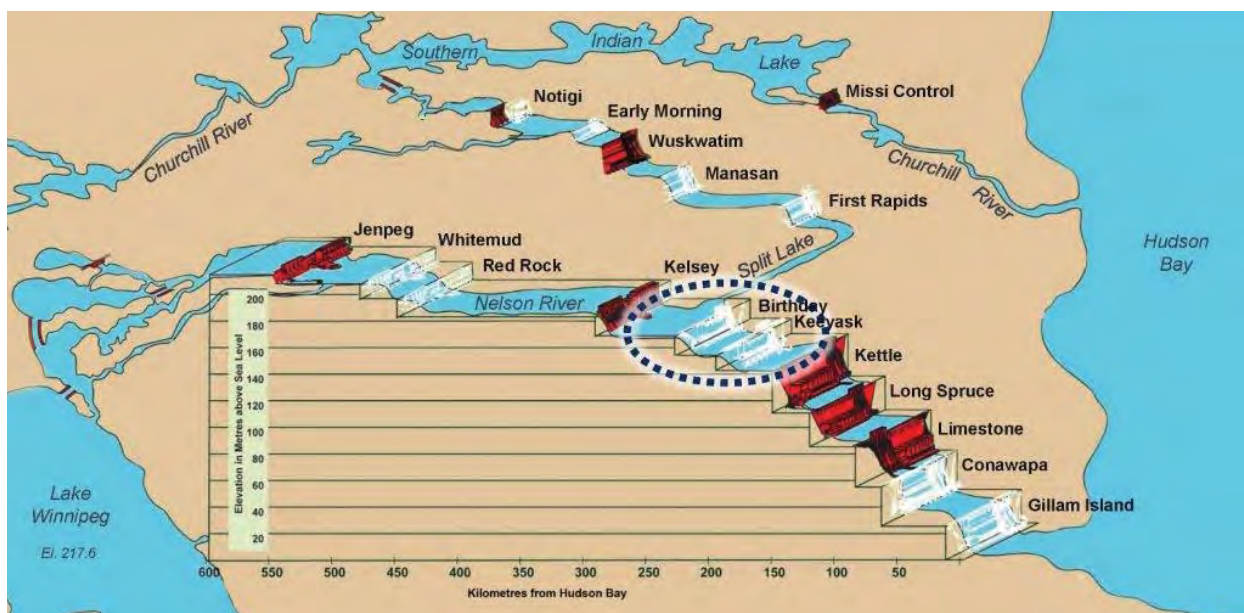 Southern
Indian
Lake
Missi Control
Notigi
Early Morning
Wuskwatim
Churchill River
Manasan
Churchill
River
First Rapids
Hudson
Bay
Jenpeg
Whitemud
Red Rock
Kelsey
Split Lake
Nelson River
Birthday
Keeyask
Kettle
Long Spruce
Limestone
Conawapa
Gillam Island
Lake
Winnipeg
El. 217.6
Elevation in Metres above Sea Level
200
180
160
140
120
100
80
60
40
20
600
550
500
450
400
350
300
250
200
150
100
50
Kilometres from Hudson Bay